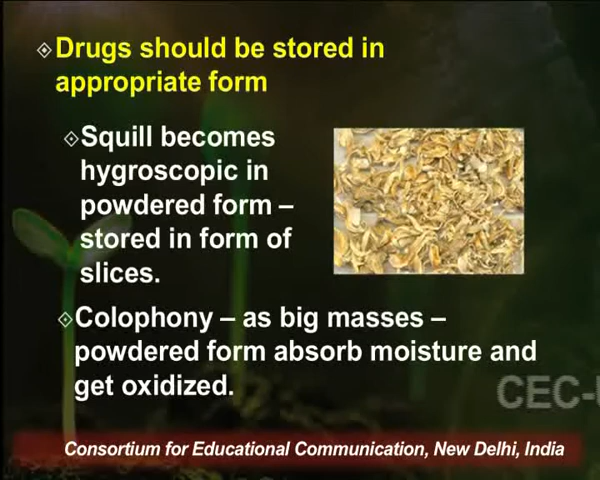 Drugs should be stored in
appropriate form
Squill becomes
hygroscopic in
powdered form –
stored in form of
slices.
Colophony – as big masses –
powdered form absorb moisture and
get oxidized.
CEC-U
Consortium for Educational Communication, New Delhi, India